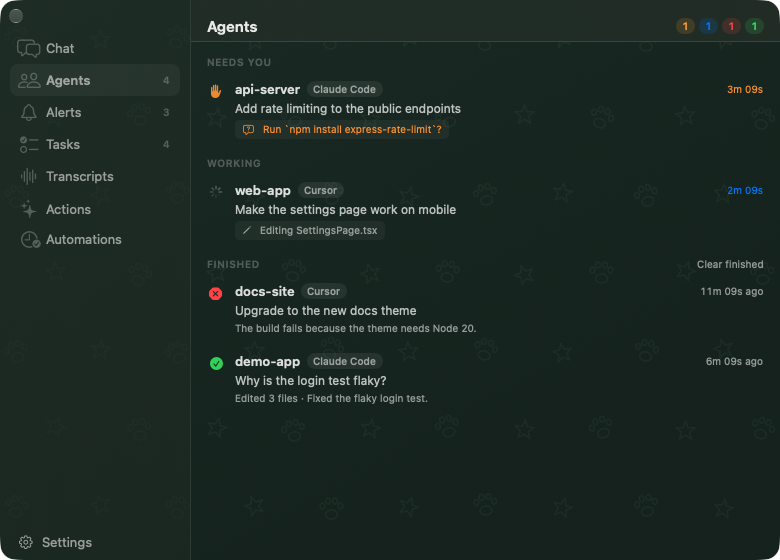 Chat
Agents 4
Alerts 3
Tasks 4
Transcripts
Actions
Automations
Settings
Agents 1 1 1 1
NEEDS YOU
api-server Claude Code 3m 09s
Add rate limiting to the public endpoints
Run `npm install express-rate-limit`?
WORKING
web-app Cursor 2m 09s
Make the settings page work on mobile
Editing SettingsPage.tsx
FINISHED Clear finished
docs-site Cursor 11m 09s ago
Upgrade to the new docs theme
The build fails because the theme needs Node 20.
demo-app Claude Code 6m 09s ago
Why is the login test flaky?
Edited 3 files · Fixed the flaky login test.